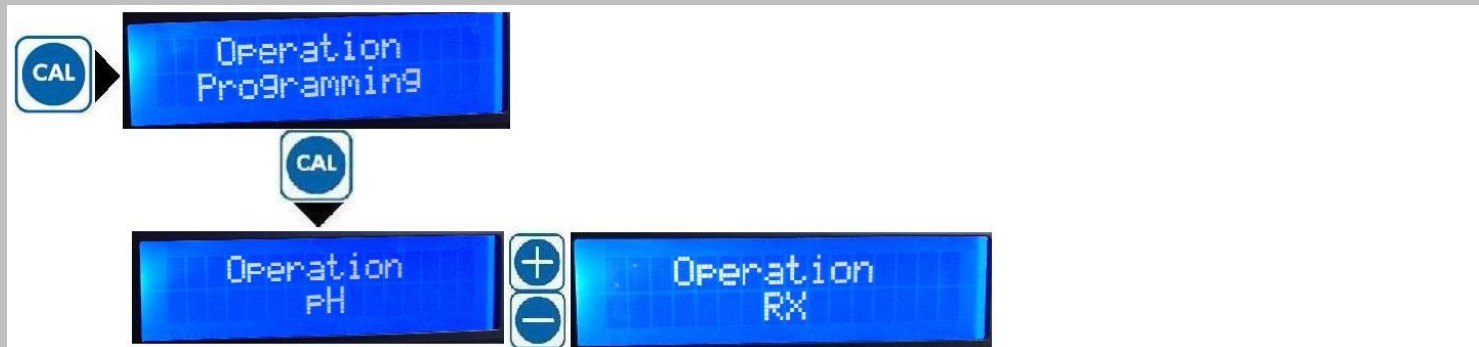 CAL
Operation
Programming
CAL
Operation
pH
+
-
Operation
RX